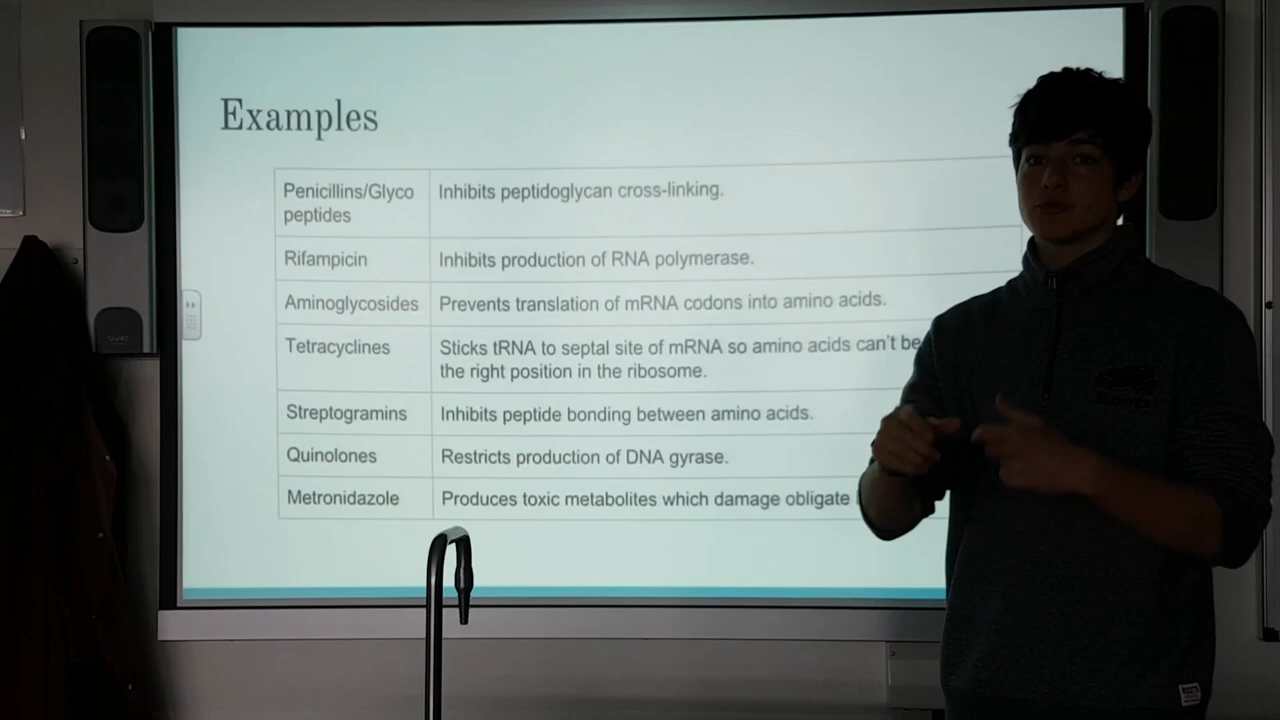 Examples
Penicillins/Glyco
peptides
Inhibits peptidoglycan cross-linking.
Rifampicin
Inhibits production of RNA polymerase.
Aminoglycosides
Prevents translation of mRNA codons into amino acids.
Tetracyclines
Sticks tRNA to septal site of mRNA so amino acids can't be
the right position in the ribosome.
Streptogramins
Inhibits peptide bonding between amino acids.
Quinolones
Restricts production of DNA gyrase.
Metronidazole
Produces toxic metabolites which damage obligate
SMART